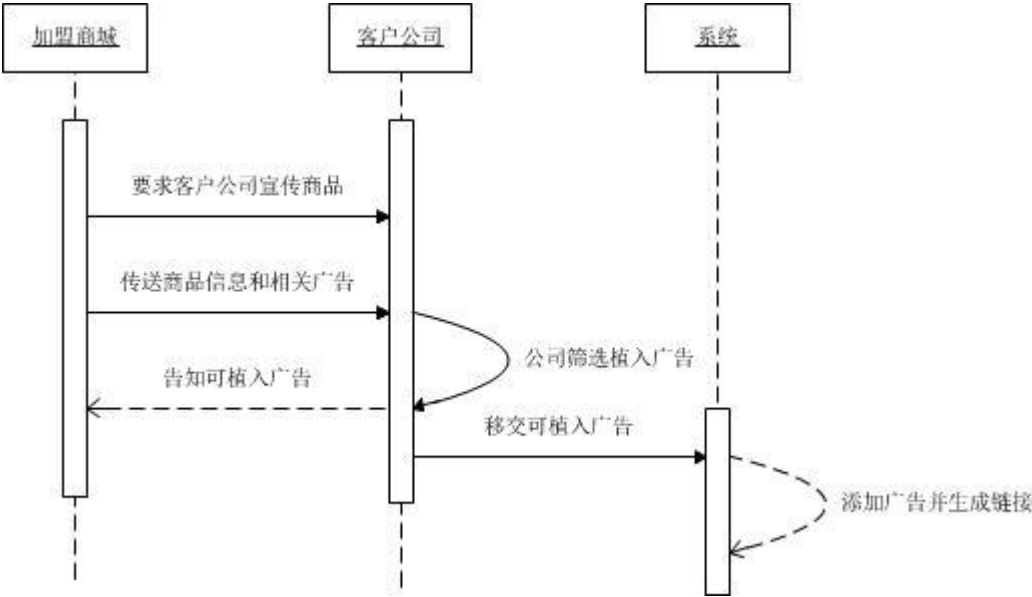 加盟商城
客户公司
系统
要求客户公司宣传商品
传送商品信息和相关广告
公司筛选植入广告
告知可植入广告
移交可植入广告
添加广告并生成链接